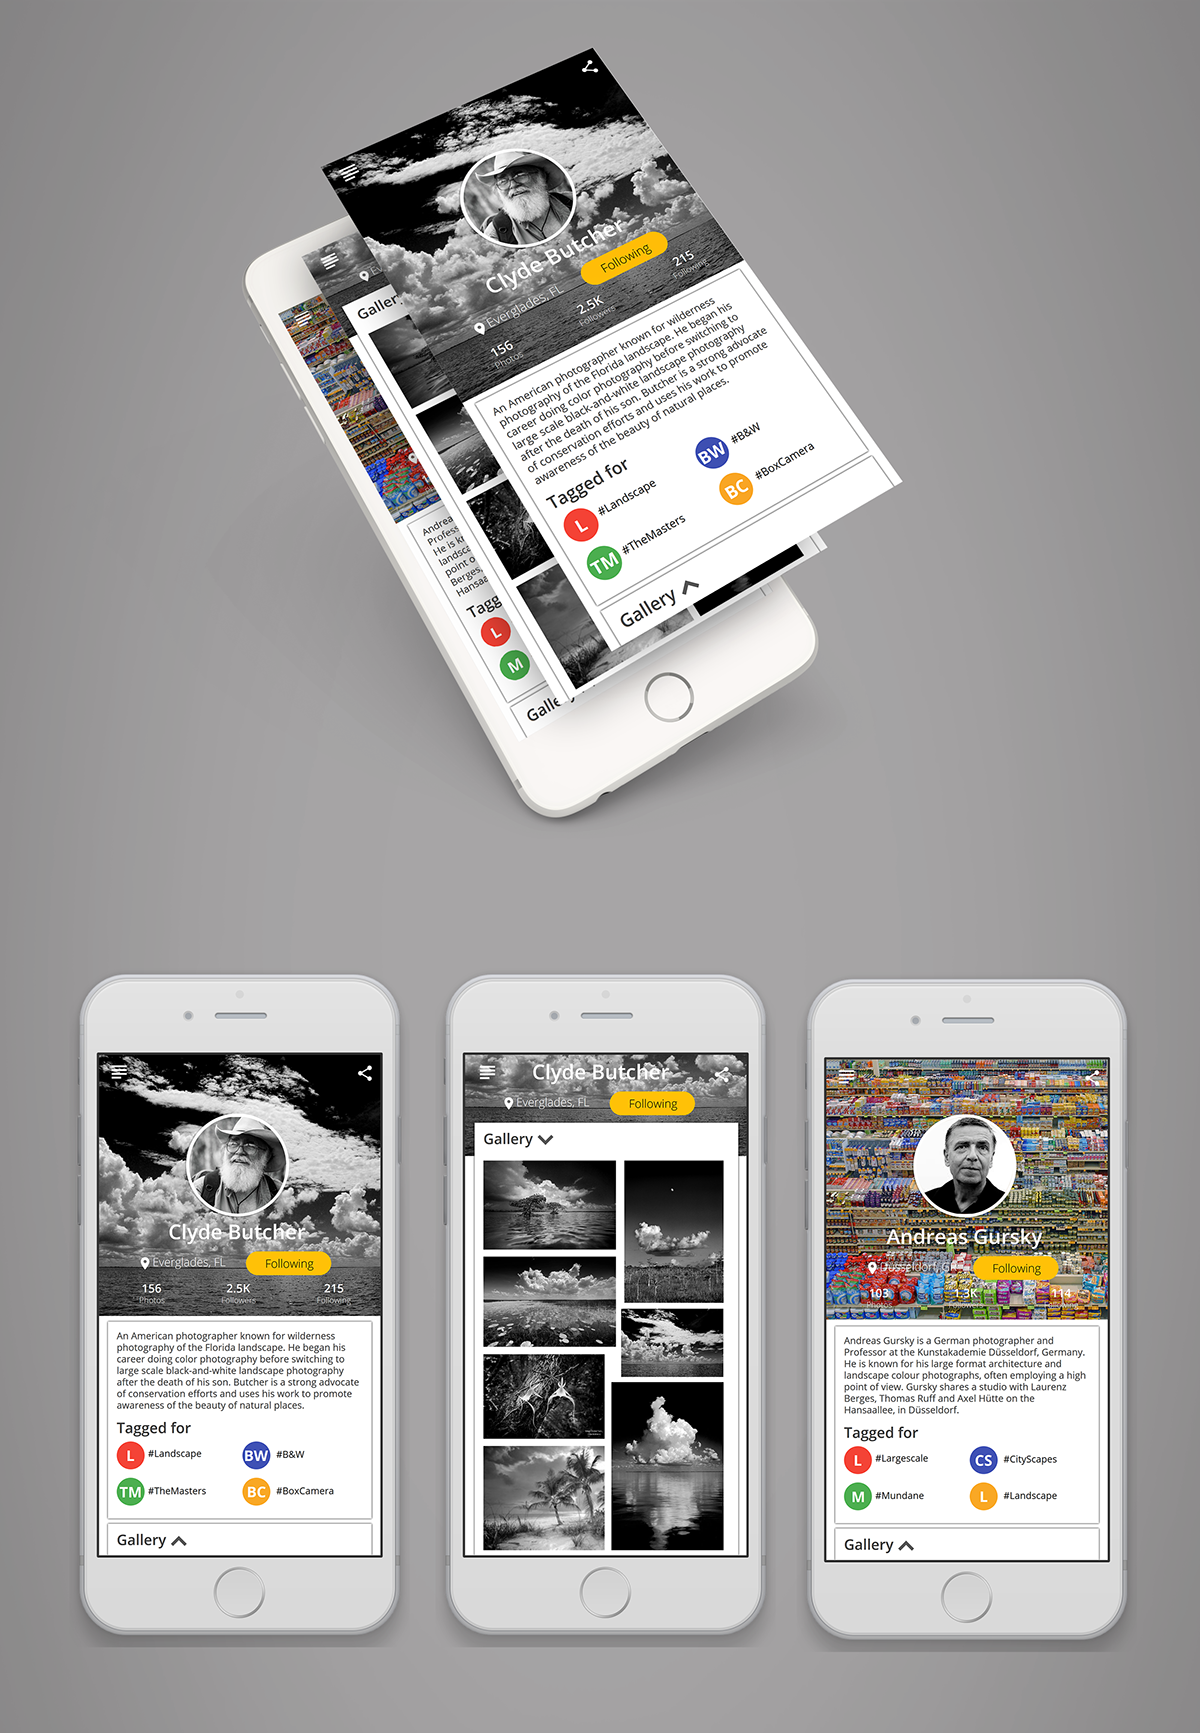 Clyde Butcher
Following
Everglades, FL
156
Photos
2.5K
Followers
215
Following
An American photographer known for wilderness
photography of the Florida landscape. He began his
career doing color photography before switching to
large scale black-and-white landscape photography
after the death of his son. Butcher is a strong advocate
of conservation efforts and uses his work to promote
awareness of the beauty of natural places.
Tagged for
L #Landscape
BW #B&W
TM #TheMasters
BC #BoxCamera
Gallery
Gallery
Andrea
Profess
He is k
landsca
point o
Berges,
Hansaa
Tagg
L
M
Galle
Clyde Butcher
Everglades, FL
Following
156
2.5K
215
Photos
Followers
Following
An American photographer known for wilderness
photography of the Florida landscape. He began his
career doing color photography before switching to
large scale black-and-white landscape photography
after the death of his son. Butcher is a strong advocate
of conservation efforts and uses his work to promote
awareness of the beauty of natural places.
Tagged for
L #Landscape
BW #B&W
TM #TheMasters
BC #BoxCamera
Gallery
Clyde Butcher
Everglades, FL
Following
Gallery
Andreas Gursky
Düsseldorf, GR
Following
103
1.3K
114
Photos
Following
Andreas Gursky is a German photographer and
Professor at the Kunstakademie Düsseldorf, Germany.
He is known for his large format architecture and
landscape colour photographs, often employing a high
point of view. Gursky shares a studio with Laurenz
Berges, Thomas Ruff and Axel Hütte on the
Hansaallee, in Düsseldorf.
Tagged for
L #Largescale
CS #CityScapes
M #Mundane
L #Landscape
Gallery